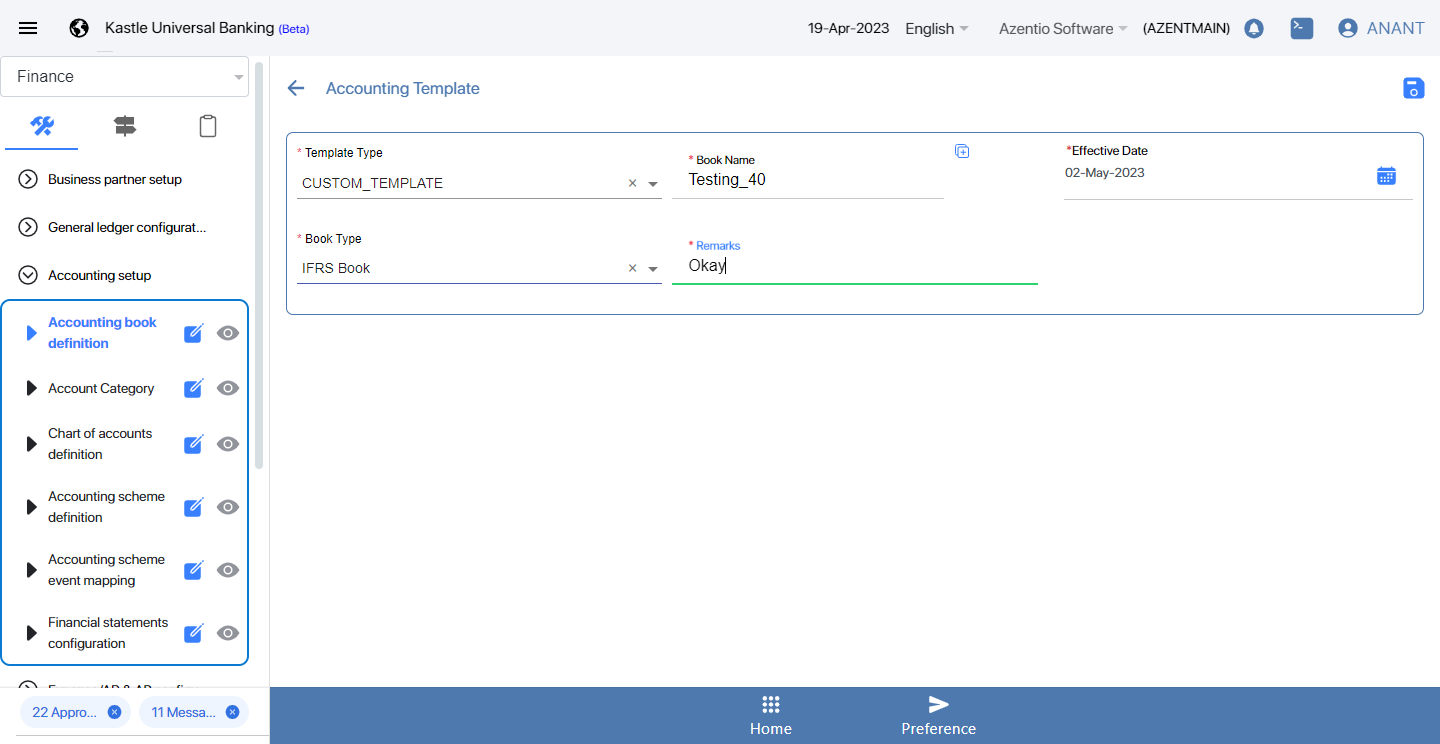 Kastle Universal Banking (Beta)
19-Apr-2023
English
Azentio Software
(AZENTMAIN)
ANANT
Finance
Business partner setup
General ledger configurat...
Accounting setup
Accounting book
definition
Account Category
Chart of accounts
definition
Accounting scheme
definition
Accounting scheme
event mapping
Financial statements
configuration
22 Appro...
11 Messa...
Accounting Template
* Template Type
CUSTOM_TEMPLATE
* Book Name
Testing_40
*Effective Date
02-May-2023
* Book Type
IFRS Book
* Remarks
Okay
Home
Preference